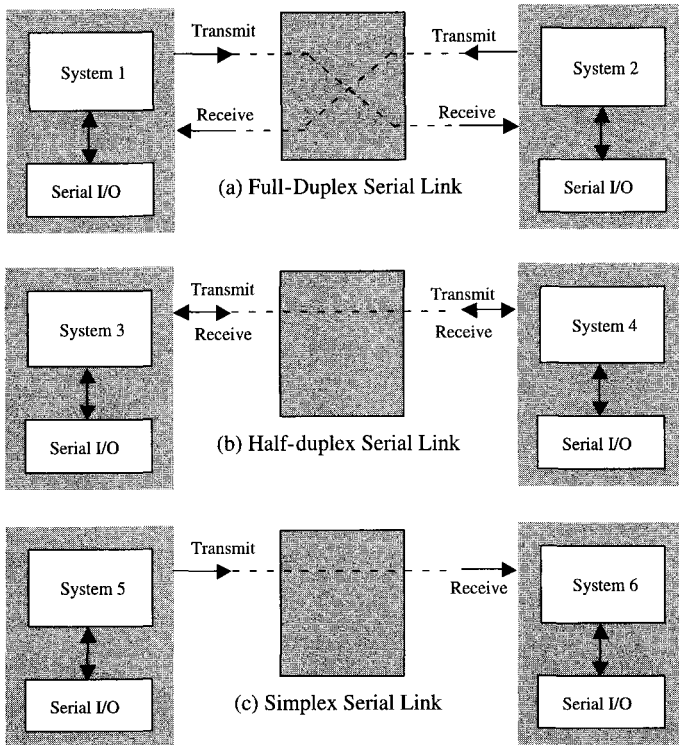 Transmit
Transmit
System 1
System 2
Receive
Receive
Serial I/O
(a) Full-Duplex Serial Link
Serial I/O
Transmit
Transmit
System 3
Receive
Receive
System 4
Serial I/O
(b) Half-duplex Serial Link
Serial I/O
Transmit
System 5
Receive
System 6
Serial I/O
(c) Simplex Serial Link
Serial I/O